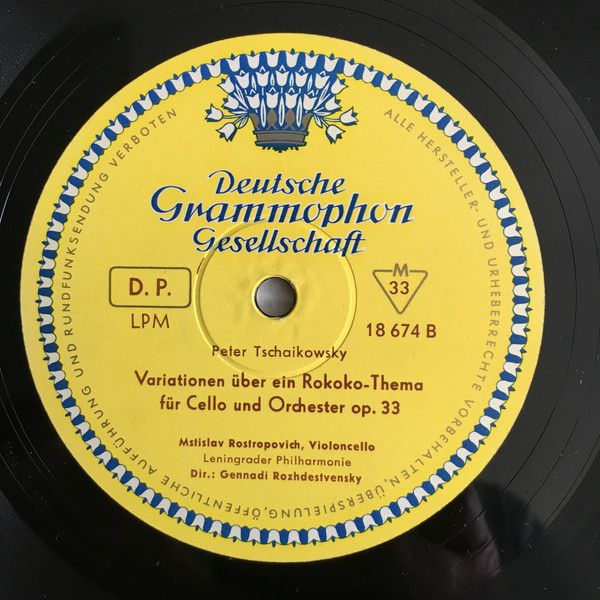 Deutsche
Grammophon
Gesellschaft
D. P.
LPM
M
33
18 674 B
Peter Tschaikowsky
Variationen über ein Rokoko-Thema
für Cello und Orchester op. 33
Mstislav Rostropovich, Violoncello
Leningrader Philharmonie
Dir.: Gennadi Rozhdestvensky
ALLE HERSTELLER- UND URHEBERRECHTE VORBEHALTEN, ÜBERSPIELUNG, ÖFFENTLICHE AUFFÜHRUNG UND RUNDFUNKSENDUNG VERBOTEN